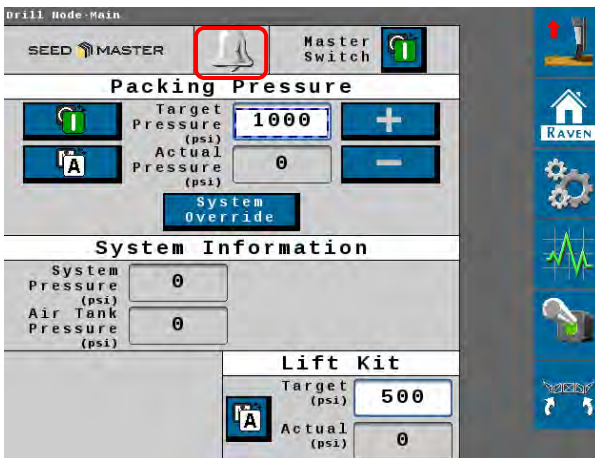 Drill Node-Main
SEED MASTER
Master
Switch
Packing Pressure
Target
Pressure
(psi)
1000
+
Actual
Pressure
(psi)
0
−
A
System
Override
System Information
System
Pressure
(psi)
0
Air Tank
Pressure
(psi)
0
Lift Kit
Target
(psi)
500
A
Actual
(psi)
0
RAVEN